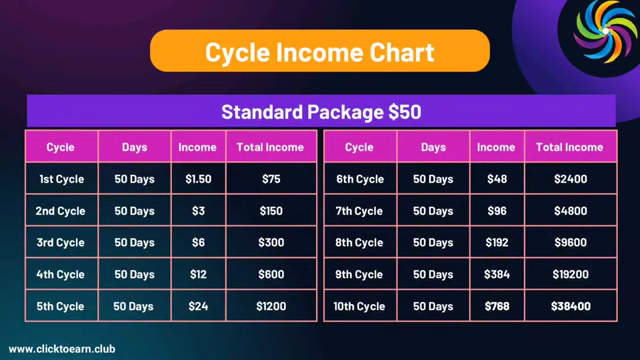 Cycle Income Chart
Standard Package $50
Cycle Days Income Total Income Cycle Days Income Total Income
1st Cycle 50 Days $1.50 $75 6th Cycle 50 Days $48 $2400
2nd Cycle 50 Days $3 $150 7th Cycle 50 Days $96 $4800
3rd Cycle 50 Days $6 $300 8th Cycle 50 Days $192 $9600
4th Cycle 50 Days $12 $600 9th Cycle 50 Days $384 $19200
5th Cycle 50 Days $24 $1200 10th Cycle 50 Days $768 $38400
www.clicktoearn.club